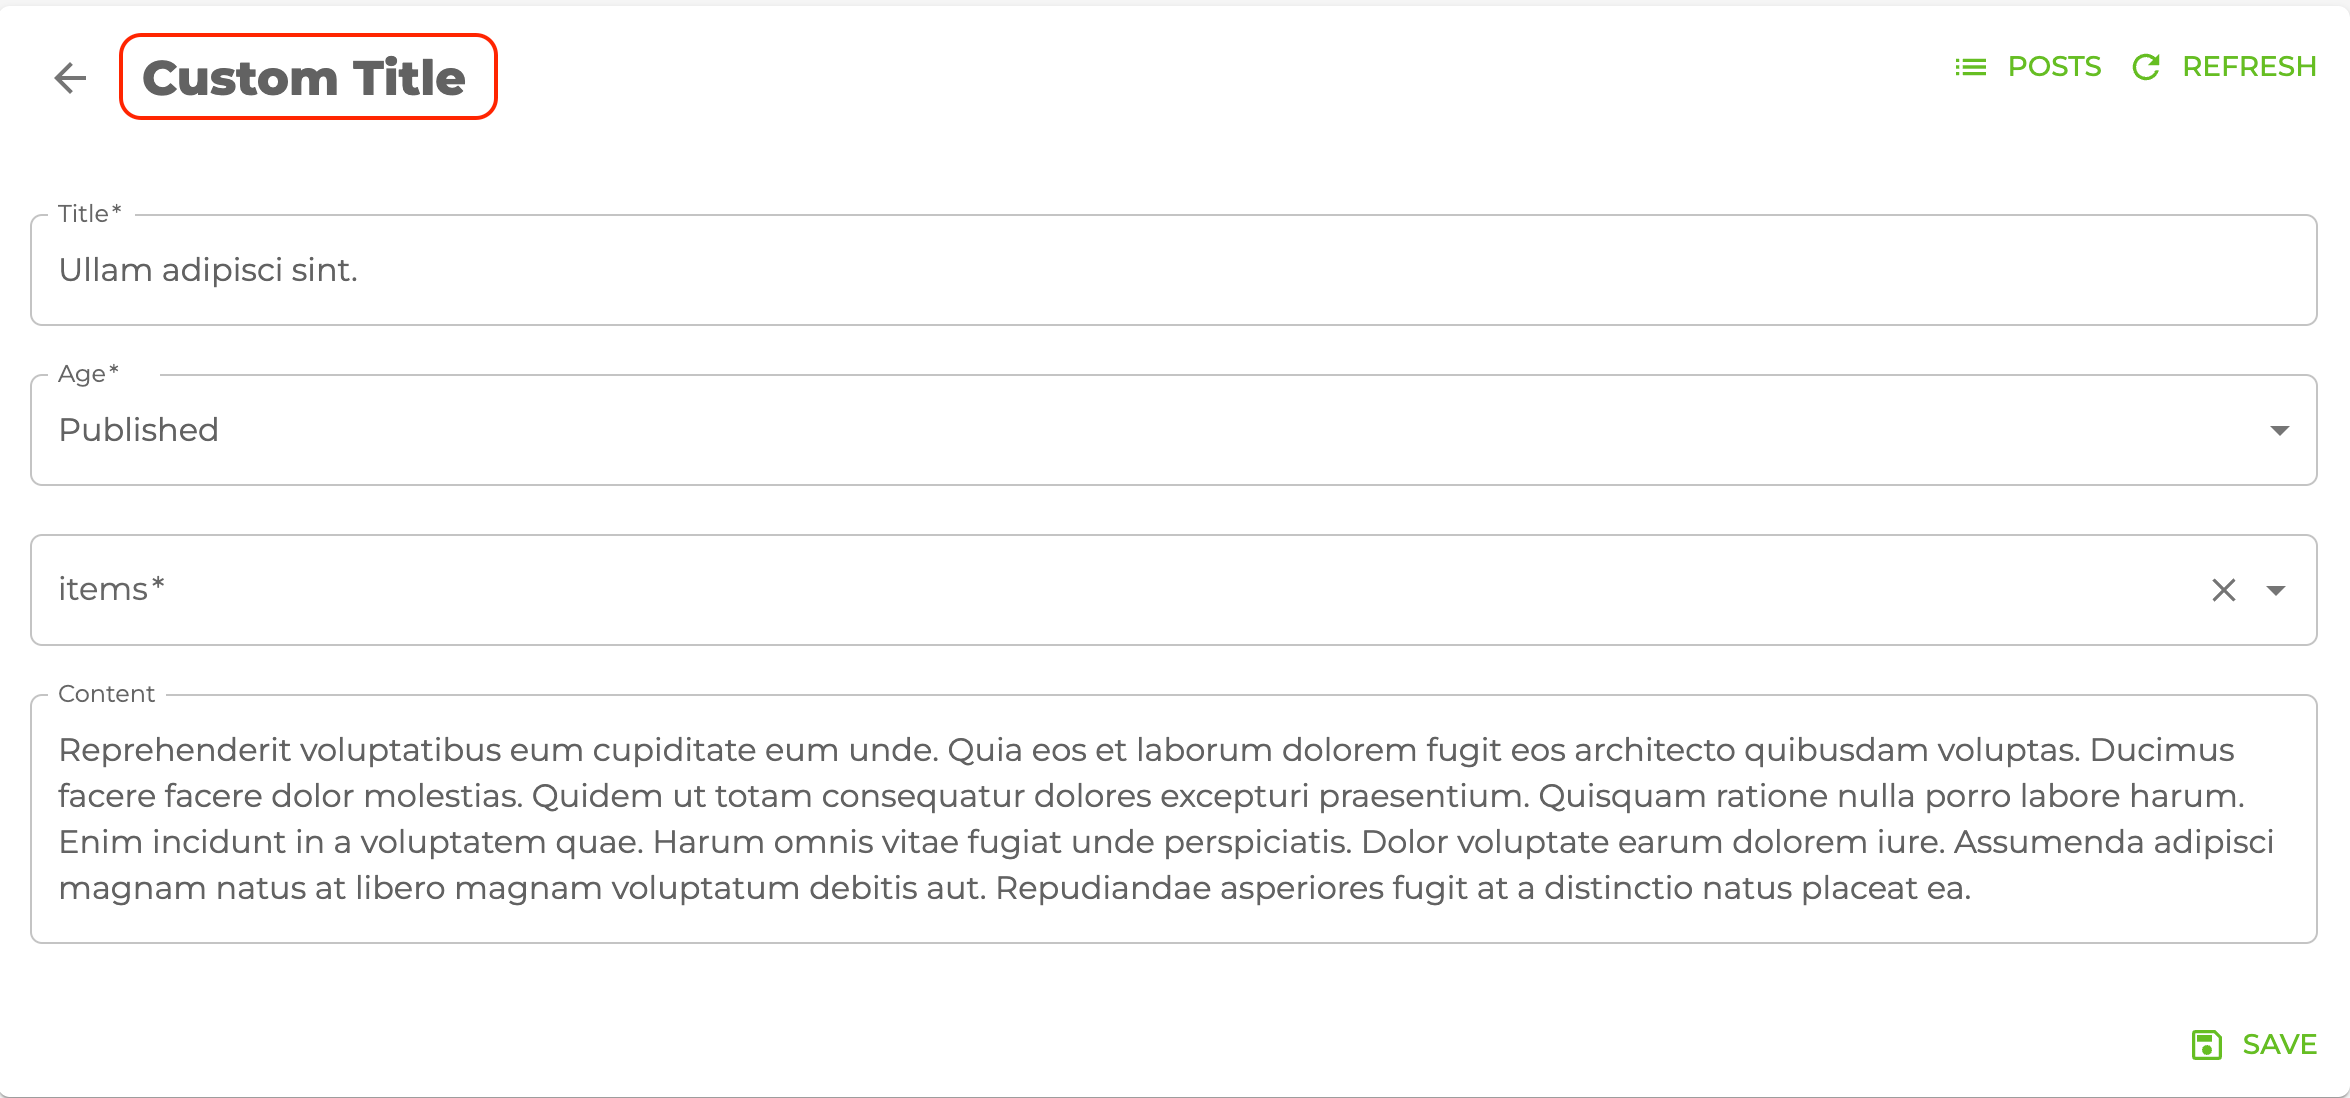 Custom Title
POSTS
REFRESH
Title*
Ullam adipisci sint.
Age*
Published
items*
Content
Reprehenderit voluptatibus eum cupiditate eum unde. Quia eos et laborum dolorem fugit eos architecto quibusdam voluptas. Ducimus
facere facere dolor molestias. Quidem ut totam consequatur dolores excepturi praesentium. Quisquam ratione nulla porro labore harum.
Enim incidunt in a voluptatem quae. Harum omnis vitae fugiat unde perspiciatis. Dolor voluptate earum dolorem iure. Assumenda adipisci
magnam natus at libero magnam voluptatum debitis aut. Repudiandae asperiores fugit at a distinctio natus placeat ea.
SAVE